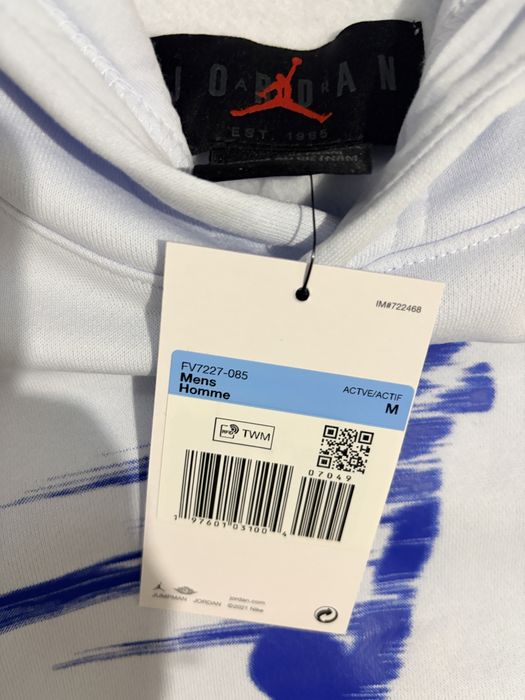 JORDAN
EST. 1985
IM#722468
FV7227-085
Mens
Homme
ACTVE/ACTIF
M
RFID TWM
07049
1 97601 03100 4
JUMPMAN JORDAN
jordan.com
©2021 Nike